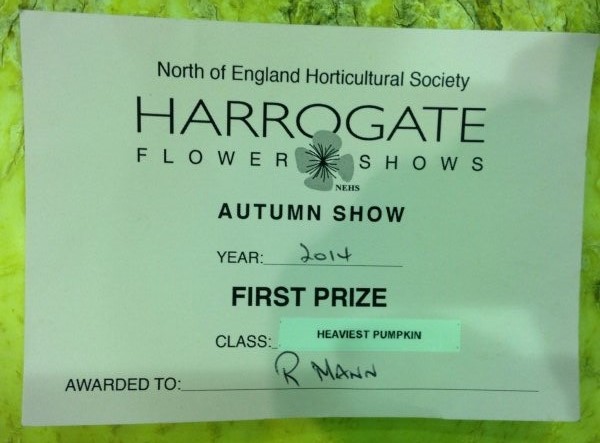 North of England Horticultural Society
HARROGATE
FLOWER SHOWS
NEHS
AUTUMN SHOW
YEAR: 2014
FIRST PRIZE
CLASS: HEAVIEST PUMPKIN
AWARDED TO: R MANN